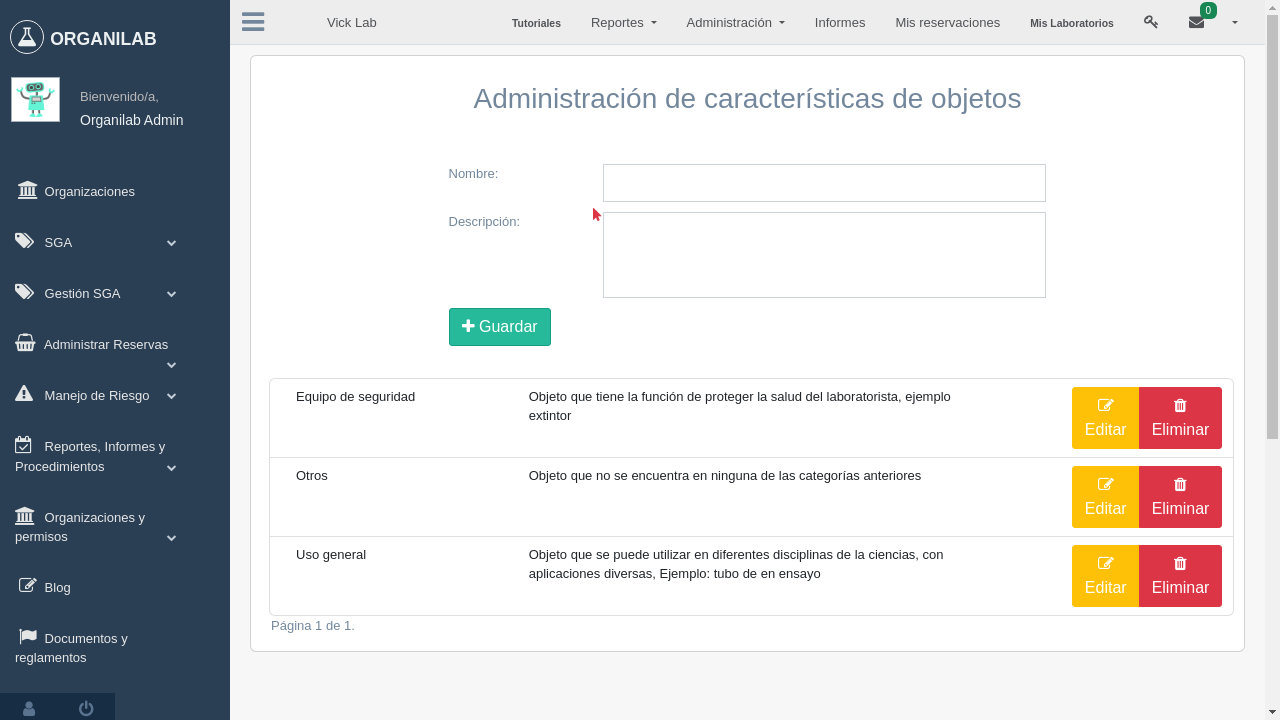 ORGANILAB
Bienvenido/a,
Organilab Admin
Organizaciones
SGA
Gestión SGA
Administrar Reservas
Manejo de Riesgo
Reportes, Informes y
Procedimientos
Organizaciones y
permisos
Blog
Documentos y
reglamentos
Vick Lab
Tutoriales
Reportes
Administración
Informes
Mis reservaciones
Mis Laboratorios
0
Administración de características de objetos
Nombre:
Descripción:
Guardar
Equipo de seguridad
Objeto que tiene la función de proteger la salud del laboratorista, ejemplo
extintor
Editar
Eliminar
Otros
Objeto que no se encuentra en ninguna de las categorías anteriores
Editar
Eliminar
Uso general
Objeto que se puede utilizar en diferentes disciplinas de la ciencias, con
aplicaciones diversas, Ejemplo: tubo de en ensayo
Editar
Eliminar
Página 1 de 1.